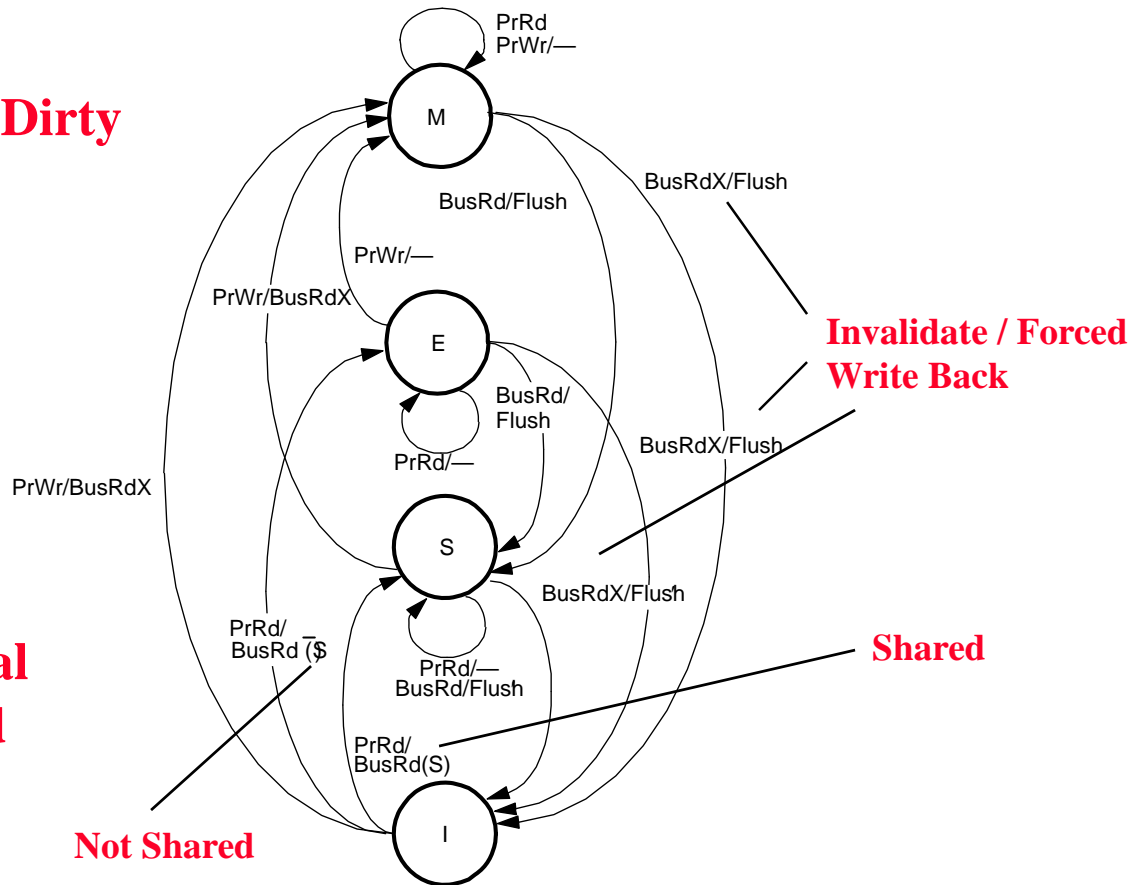 PrRd
PrWr/—
Dirty
M
BusRdX/Flush
BusRd/Flush
PrWr/—
PrWr/BusRdX
Invalidate / Forced
Write Back
E
BusRd/
Flush
BusRdX/Flush
PrRd/—
PrWr/BusRdX
S
BusRdX/Flush
PrRd/
BusRd (S̅)
Shared
PrRd/—
BusRd/Flush
PrRd/
BusRd(S)
Not Shared
I